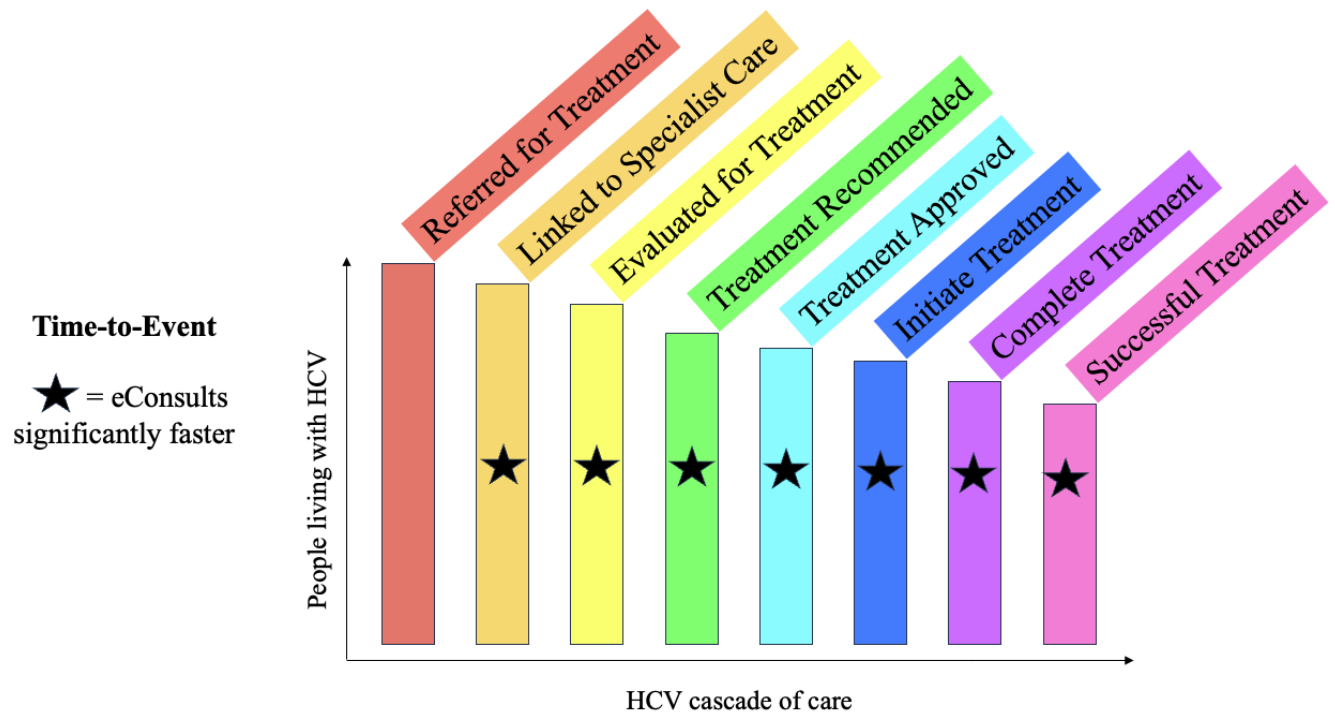 Referred for Treatment
Linked to Specialist Care
Evaluated for Treatment
Treatment Recommended
Treatment Approved
Initiate Treatment
Complete Treatment
Successful Treatment
Time-to-Event
★ = eConsults
significantly faster
People living with HCV
HCV cascade of care